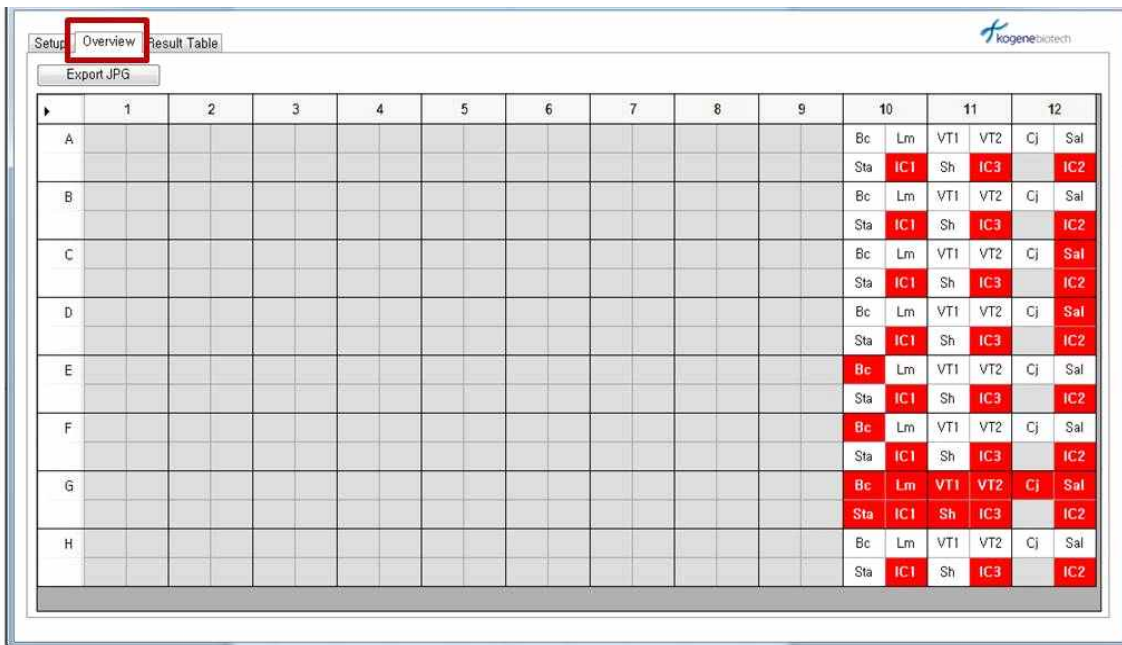 Setup Overview Result Table
kogenebiotech
Export JPG
1 2 3 4 5 6 7 8 9 10 11 12
A Bc Lm VT1 VT2 Cj Sal
Sta IC1 Sh IC3 IC2
B Bc Lm VT1 VT2 Cj Sal
Sta IC1 Sh IC3 IC2
C Bc Lm VT1 VT2 Cj Sal
Sta IC1 Sh IC3 IC2
D Bc Lm VT1 VT2 Cj Sal
Sta IC1 Sh IC3 IC2
E Bc Lm VT1 VT2 Cj Sal
Sta IC1 Sh IC3 IC2
F Bc Lm VT1 VT2 Cj Sal
Sta IC1 Sh IC3 IC2
G Bc Lm VT1 VT2 Cj Sal
Sta IC1 Sh IC3 IC2
H Bc Lm VT1 VT2 Cj Sal
Sta IC1 Sh IC3 IC2